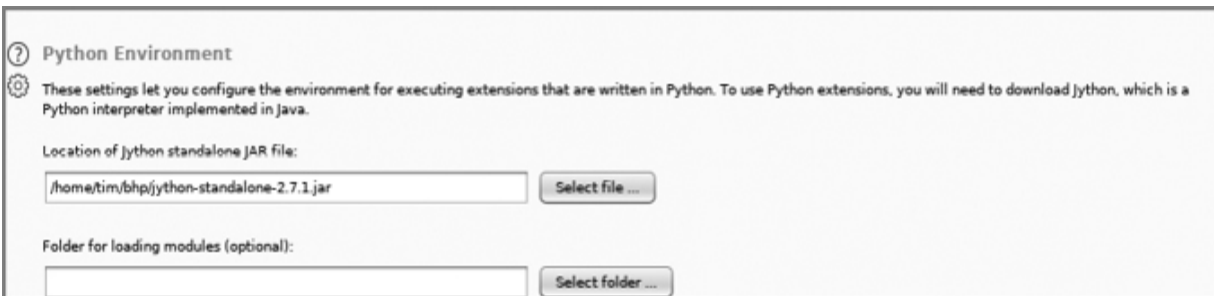 Python Environment
These settings let you configure the environment for executing extensions that are written in Python. To use Python extensions, you will need to download Jython, which is a
Python interpreter implemented in Java.
Location of Jython standalone JAR file:
/home/tim/bhp/jython-standalone-2.7.1.jar
Select file ...
Folder for loading modules (optional):
Select folder ...